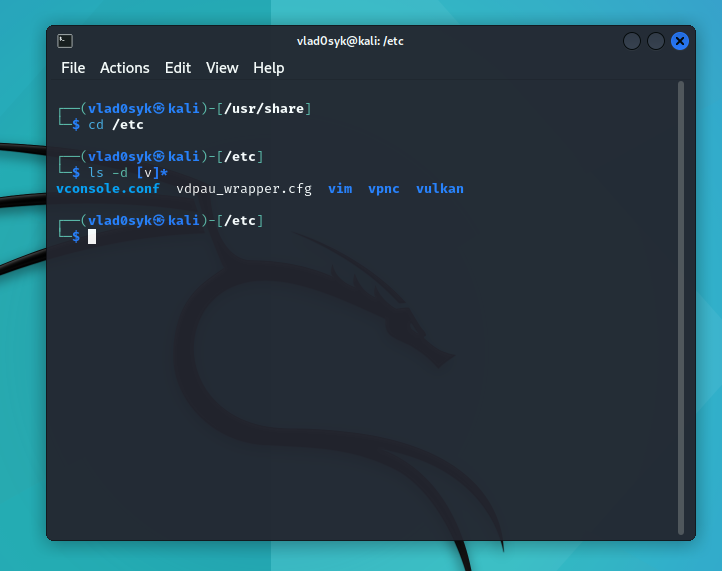 vlad0syk@kali: /etc
File Actions Edit View Help
┌──(vlad0syk㉿kali)-[/usr/share]
└─$ cd /etc
┌──(vlad0syk㉿kali)-[/etc]
└─$ ls -d [v]*
vconsole.conf vdpau_wrapper.cfg vim vpnc vulkan
┌──(vlad0syk㉿kali)-[/etc]
└─$